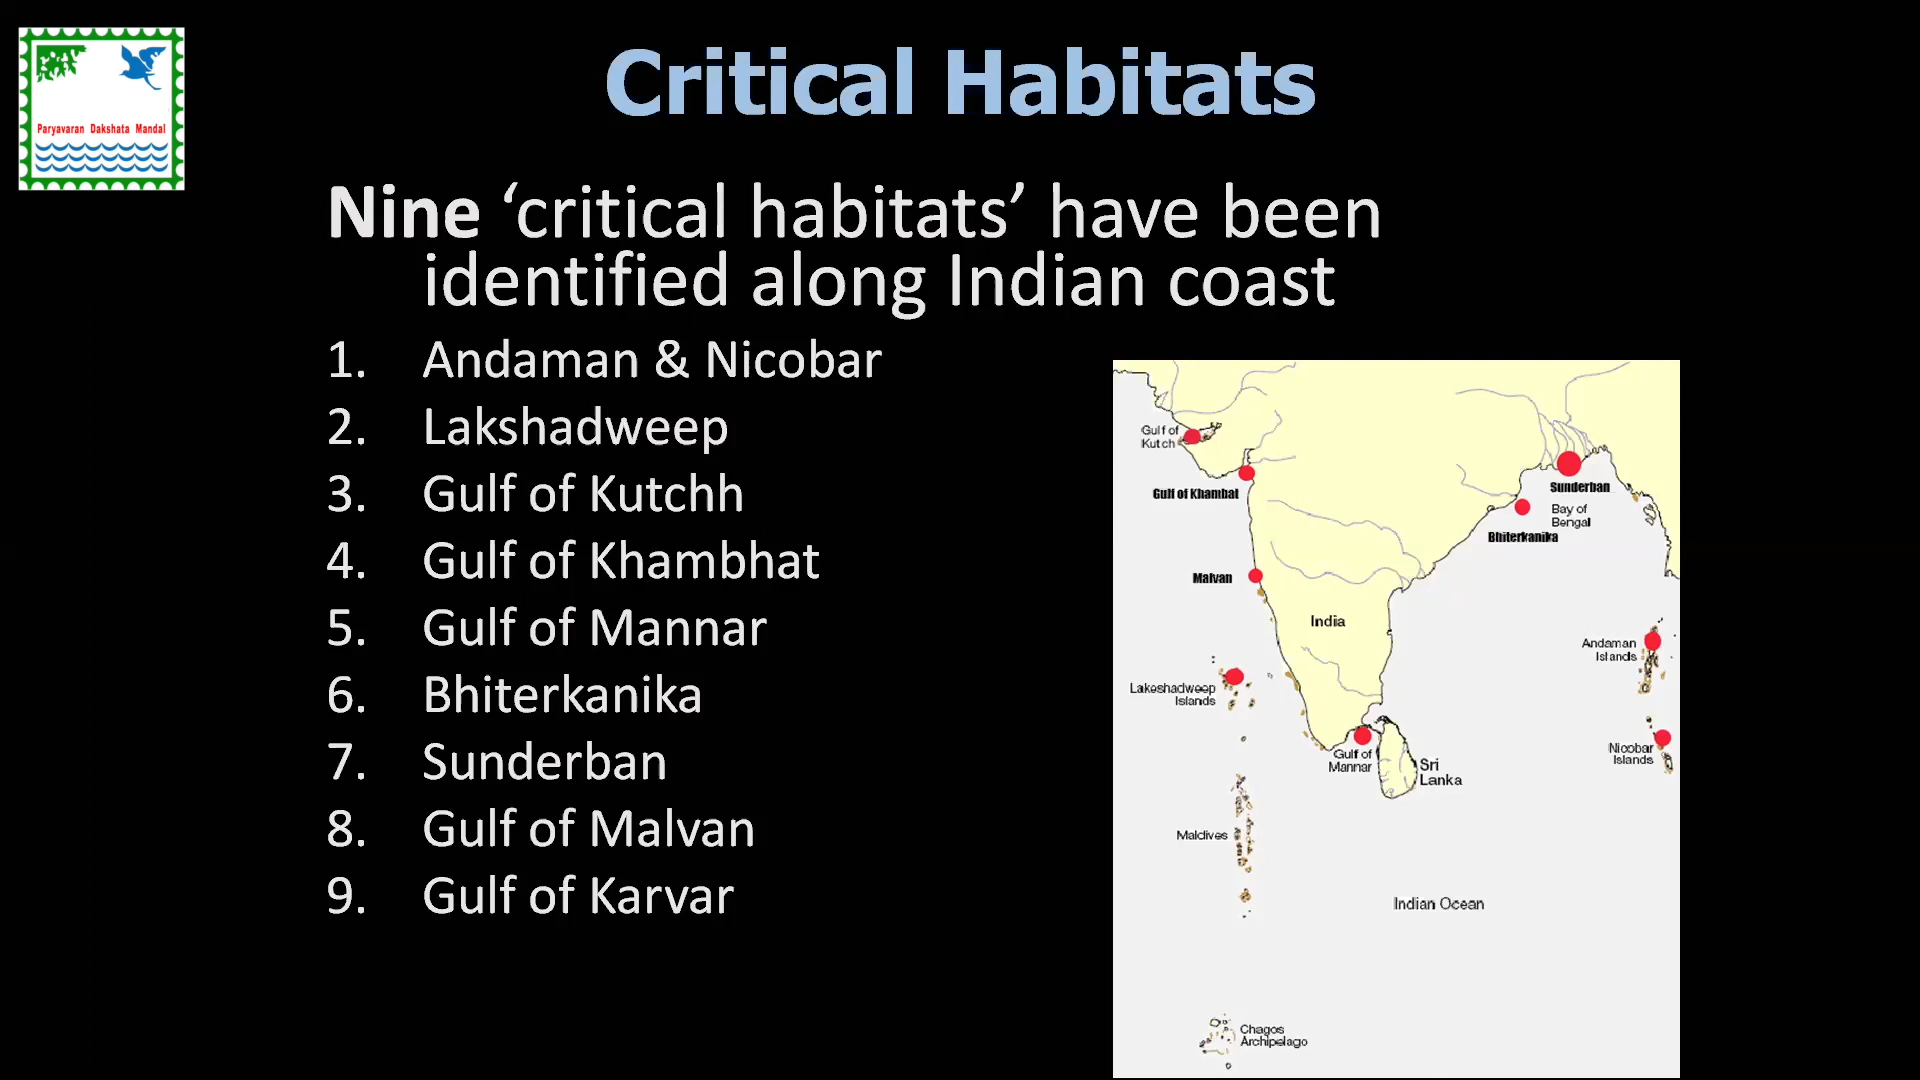 Paryavaran Dakshata Mandal
Critical Habitats
Nine ‘critical habitats’ have been
identified along Indian coast
1. Andaman & Nicobar
2. Lakshadweep
3. Gulf of Kutchh
4. Gulf of Khambhat
5. Gulf of Mannar
6. Bhiterkanika
7. Sunderban
8. Gulf of Malvan
9. Gulf of Karvar
Gulf of
Kutch
Gulf of Khambat
Sunderban
Bay of
Bengal
Bhiterkanika
Malvan
India
Andaman
Islands
Lakeshadweep
Islands
Nicobar
Islands
Gulf of
Mannar
Sri
Lanka
Maldives
Indian Ocean
Chagos
Archipelago